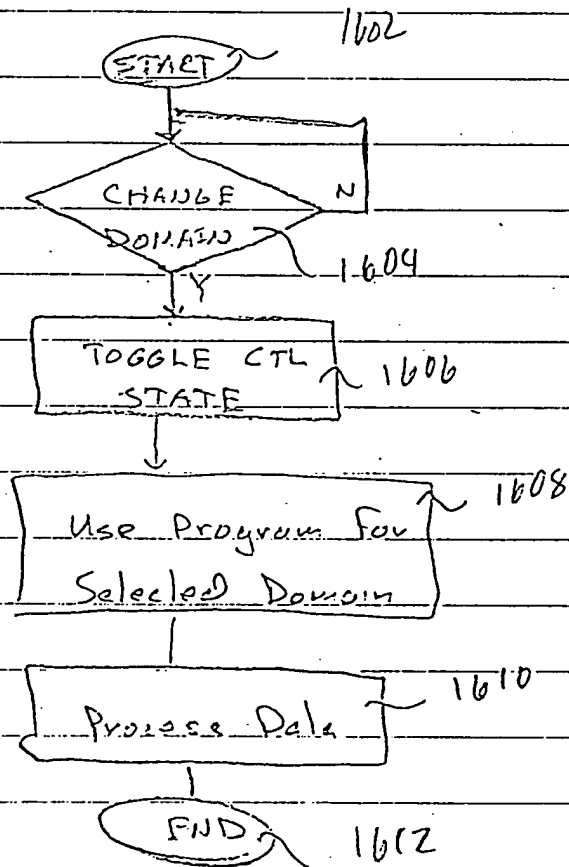 1602
START
CHANGE N
DOMAIN
1604
Y
TOGGLE CTL
STATE
1606
1608
Use Program For
Selected Domain
1610
Process Data
END
1612